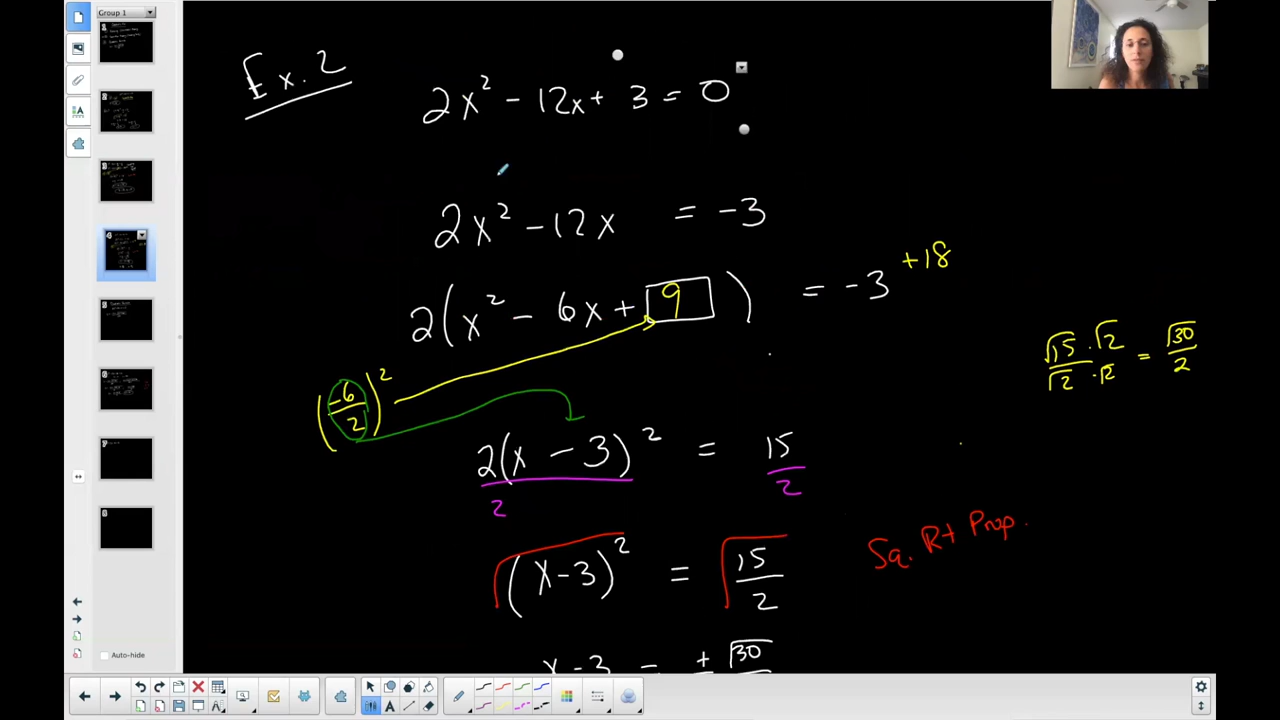 Group 1
Ex. 2
2x² - 12x + 3 = 0
2x² - 12x = -3
2(x² - 6x + 9) = -3 +18
(-6/2)²
√15 · √2 / √2 · √2 = √30 / 2
2(x - 3)² / 2 = 15 / 2
√(x - 3)² = √15/2
Sq. Rt Prop.
x - 3 = ± √30
Auto-hide